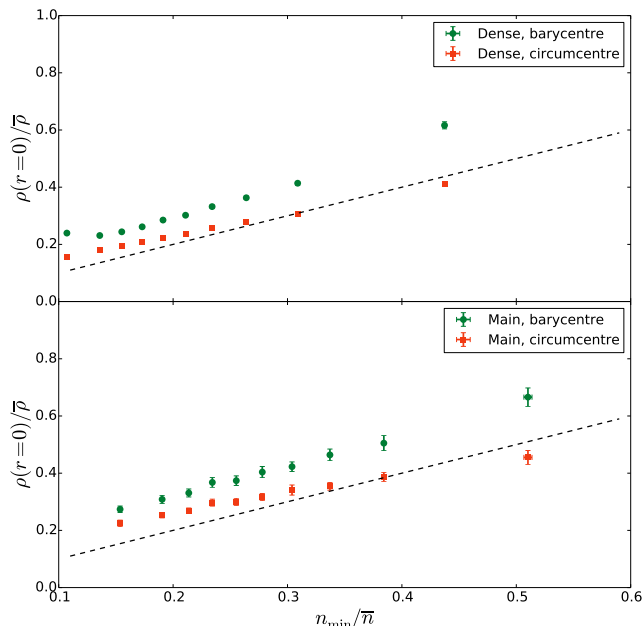 1.0
0.8
0.6
0.4
0.2
0.0
ρ(r=0)/ρ̅
Dense, barycentre
Dense, circumcentre
0.8
0.6
0.4
0.2
0.0
ρ(r=0)/ρ̅
Main, barycentre
Main, circumcentre
0.1 0.2 0.3 0.4 0.5 0.6
n_min/n̅